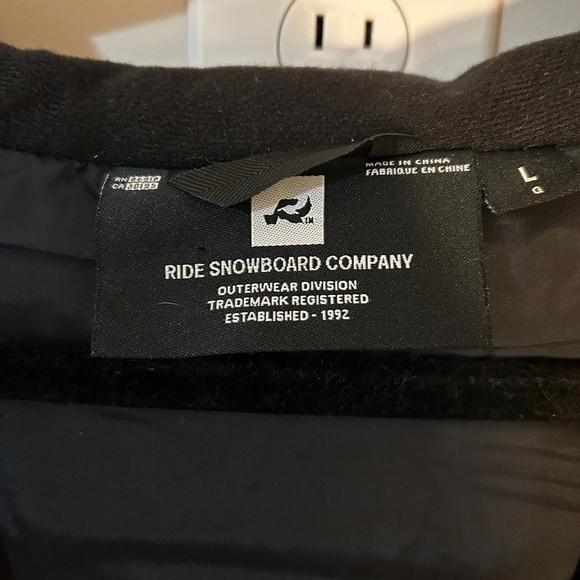 MADE IN CHINA
FABRIQUE EN CHINE
L
G
TM
RIDE SNOWBOARD COMPANY
OUTERWEAR DIVISION
TRADEMARK REGISTERED
ESTABLISHED - 1992